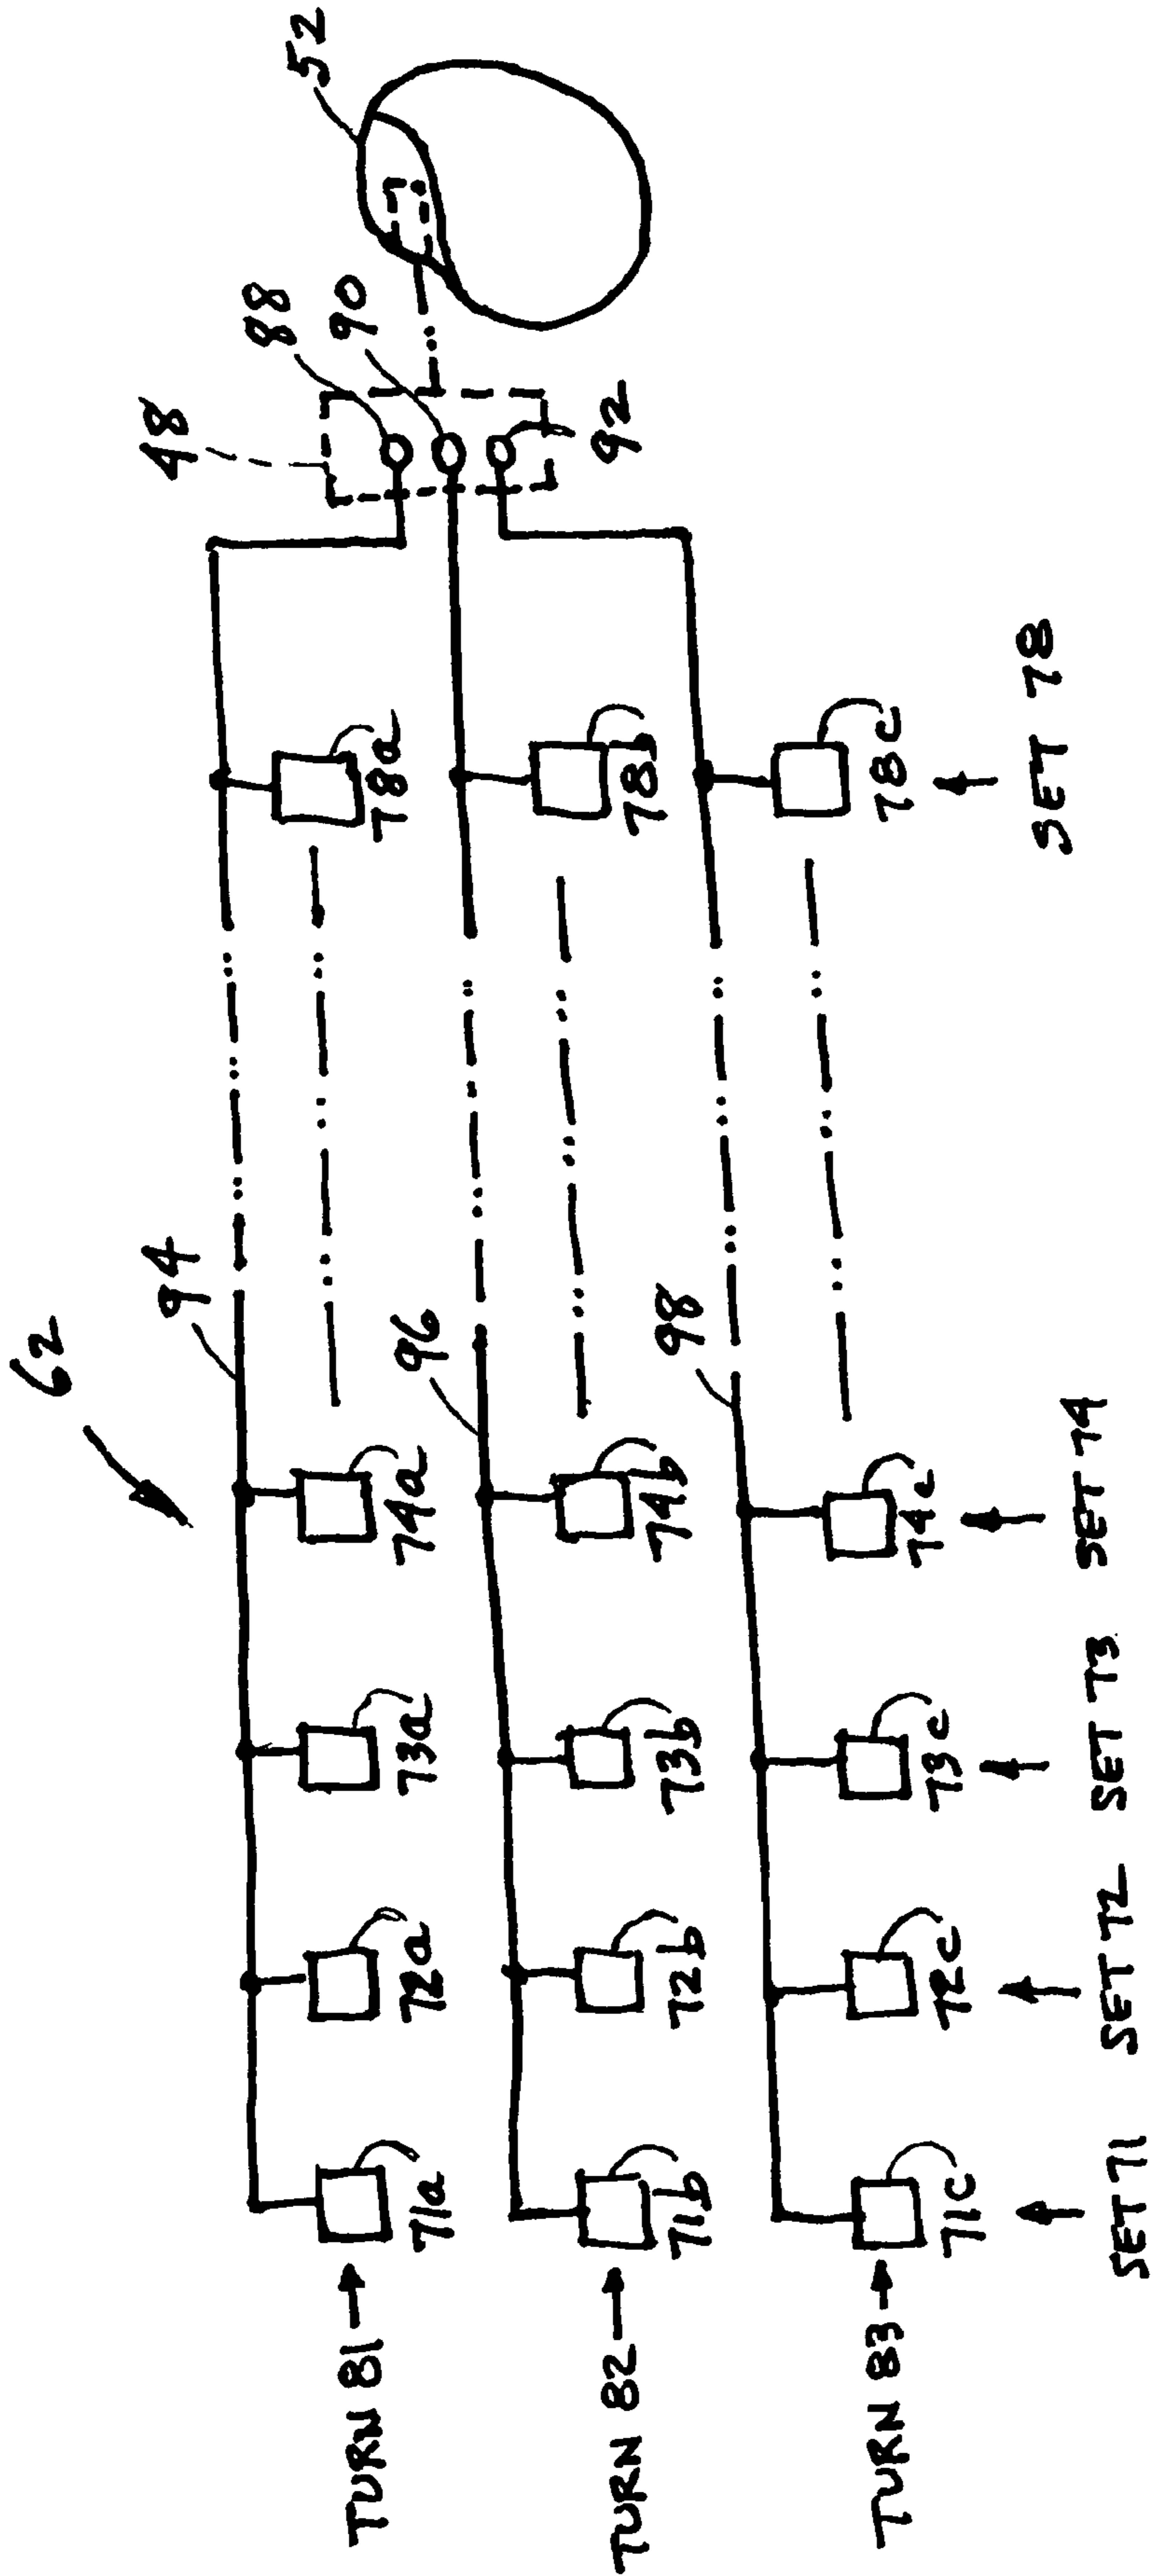 62
94
48
88
90
52
92
TURN 81
71a
72a
73a
74a
78a
96
TURN 82
71b
72b
73b
74b
78b
98
TURN 83
71c
72c
73c
74c
78c
SET 71
SET 72
SET 73
SET 74
SET 78